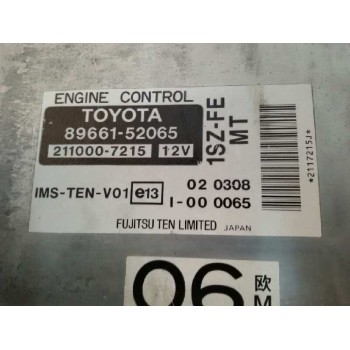 ENGINE CONTROL
TOYOTA
89661-52065
211000-7215 12V
1SZ-FE
MT
IMS-TEN-V01 e13
02 0308
I-00 0065
FUJITSU TEN LIMITED JAPAN
*2117215J*
06
欧
M